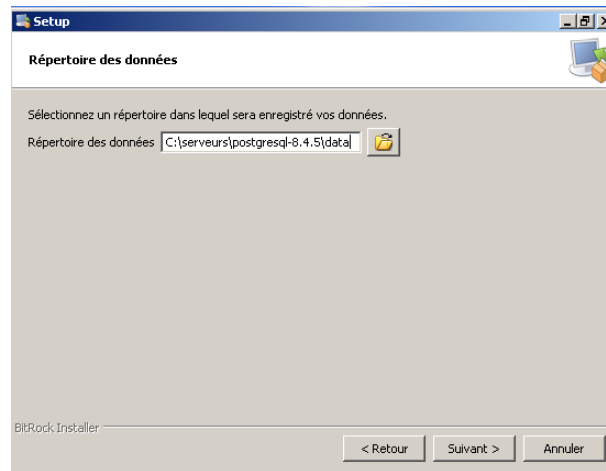 Setup
Répertoire des données
Sélectionnez un répertoire dans lequel sera enregistré vos données.
Répertoire des données C:\serveurs\postgresql-8.4.5\data
BitRock Installer
< Retour Suivant > Annuler